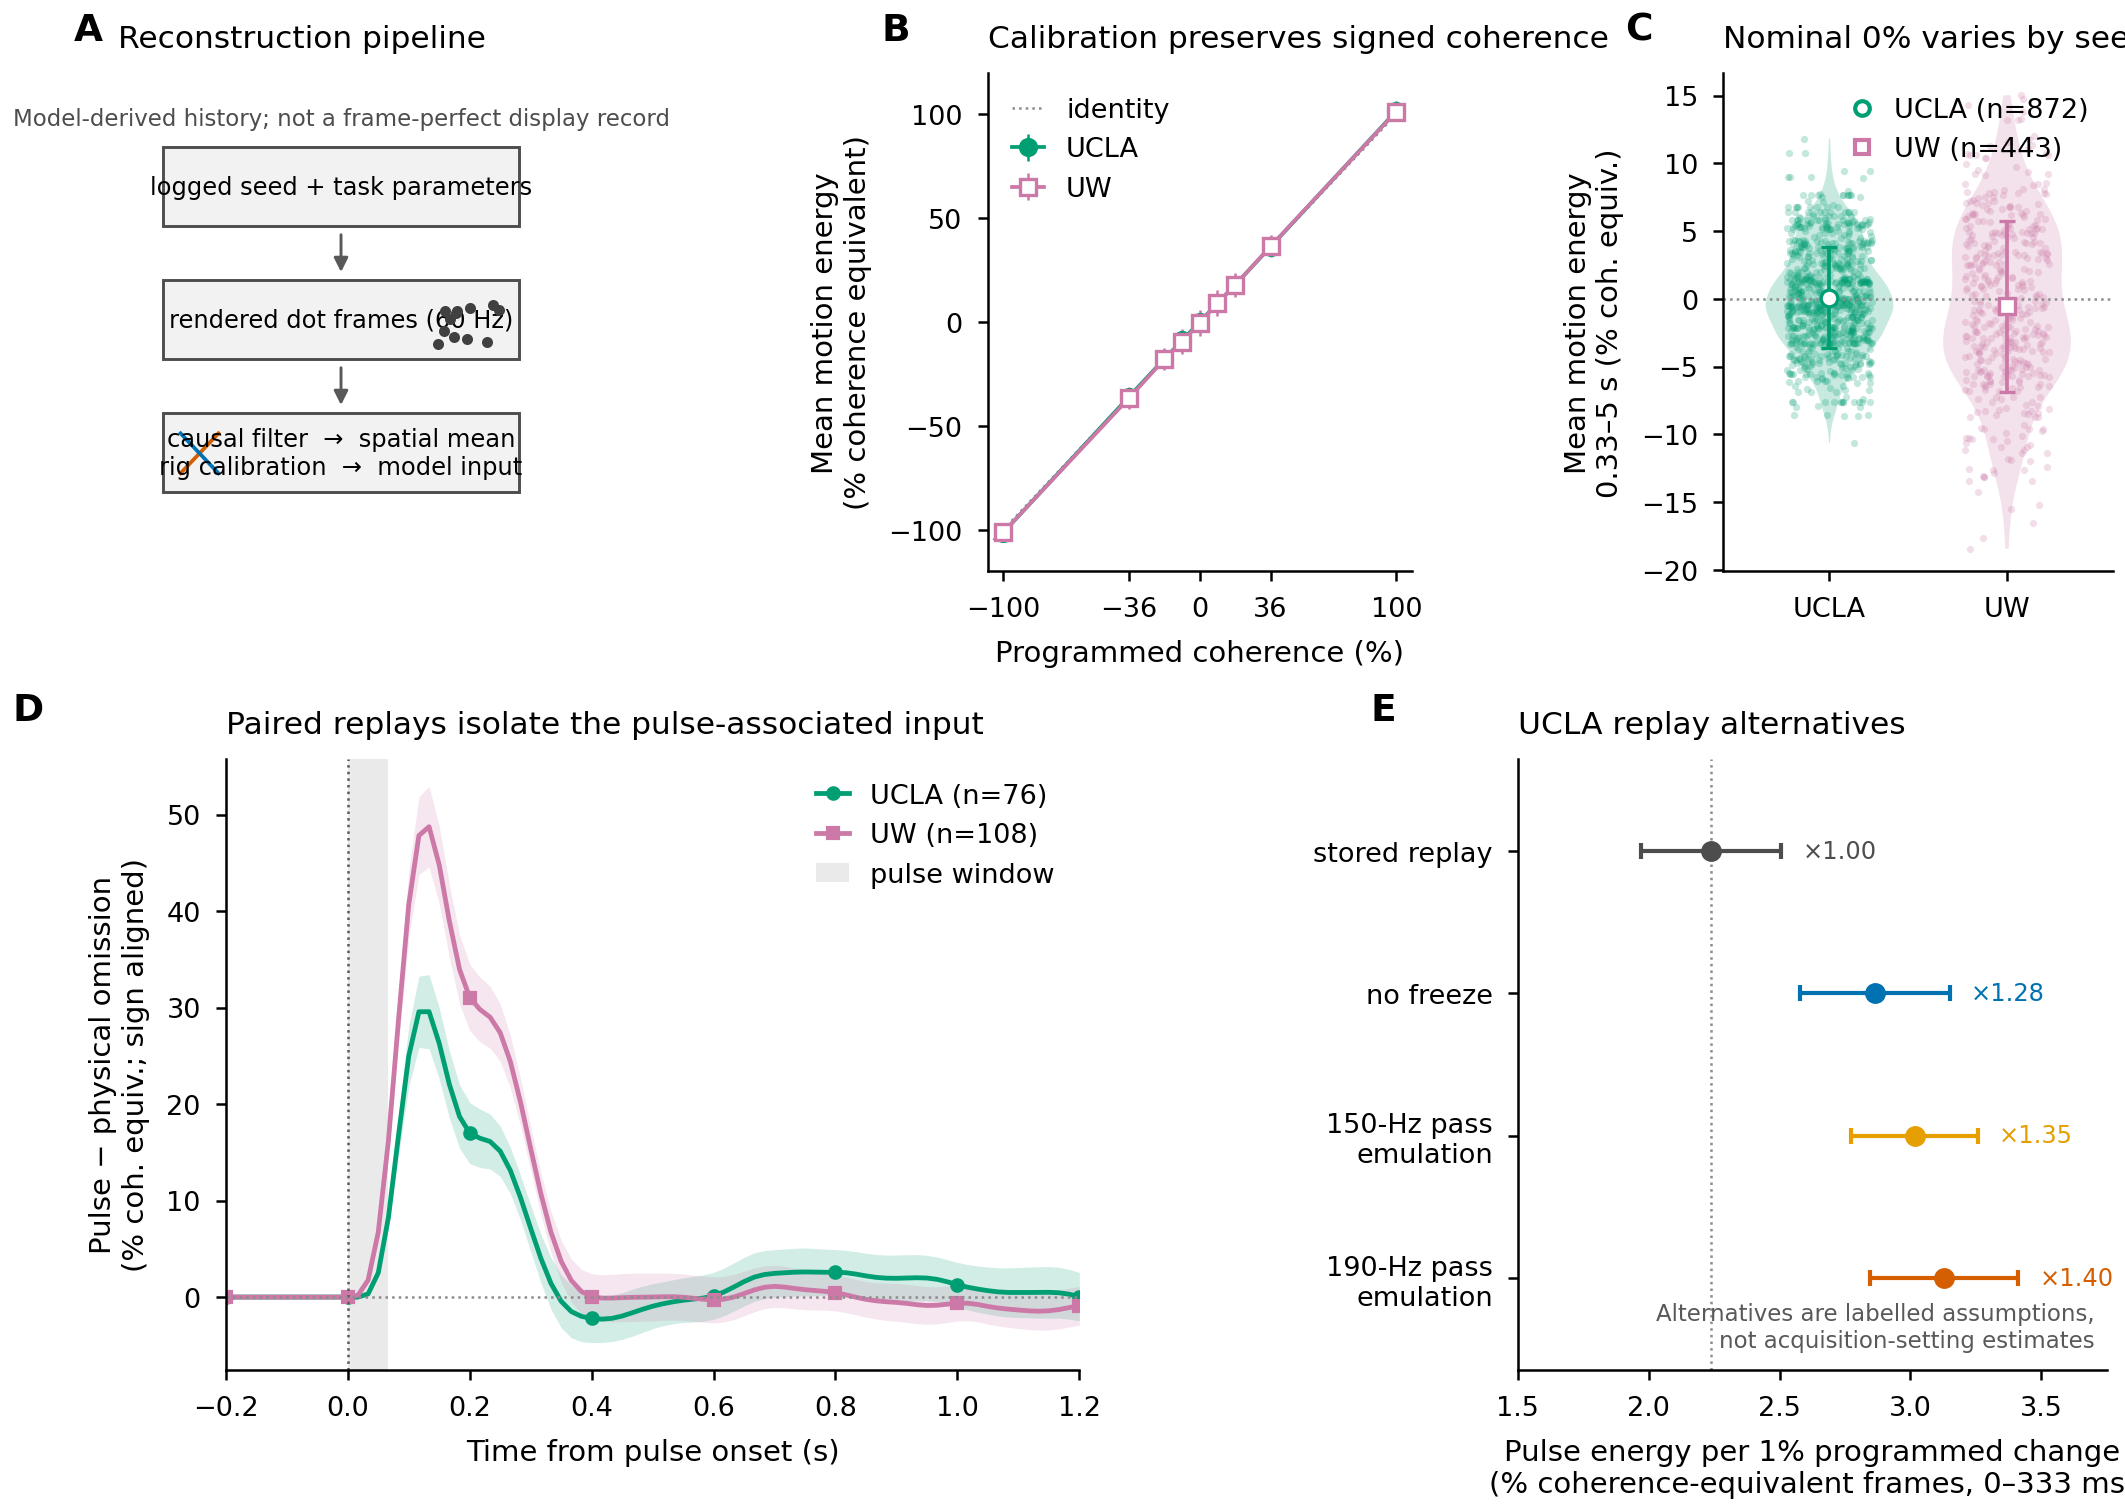 A Reconstruction pipeline
Model-derived history; not a frame-perfect display record
logged seed + task parameters
rendered dot frames (60 Hz)
causal filter → spatial mean
rig calibration → model input
B Calibration preserves signed coherence
identity
UCLA
UW
Mean motion energy
(% coherence equivalent)
100
50
0
−50
−100
−100 −36 0 36 100
Programmed coherence (%)
C Nominal 0% varies by see
UCLA (n=872)
UW (n=443)
Mean motion energy
0.33–5 s (% coh. equiv.)
15
10
5
0
−5
−10
−15
−20
UCLA UW
D Paired replays isolate the pulse-associated input
UCLA (n=76)
UW (n=108)
pulse window
Pulse − physical omission
(% coh. equiv.; sign aligned)
50
40
30
20
10
0
−0.2 0.0 0.2 0.4 0.6 0.8 1.0 1.2
Time from pulse onset (s)
E UCLA replay alternatives
stored replay ×1.00
no freeze ×1.28
150-Hz pass
emulation ×1.35
190-Hz pass
emulation ×1.40
Alternatives are labelled assumptions,
not acquisition-setting estimates
1.5 2.0 2.5 3.0 3.5
Pulse energy per 1% programmed change
(% coherence-equivalent frames, 0–333 ms